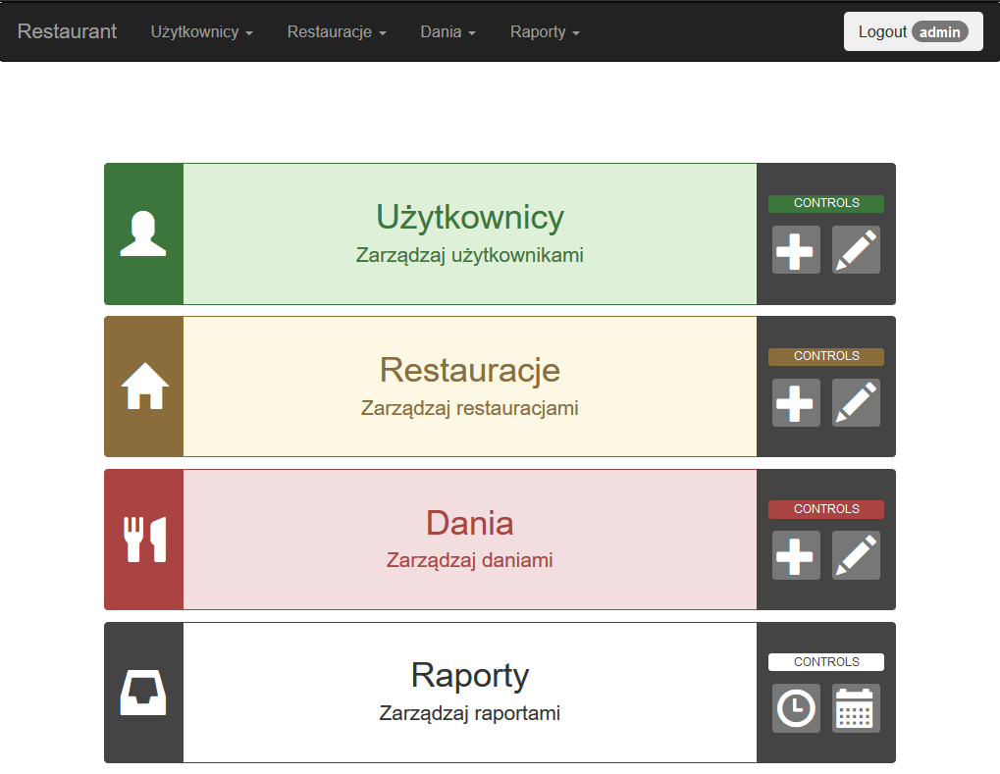 Restaurant Użytkownicy Restauracje Dania Raporty Logout admin
Użytkownicy
Zarządzaj użytkownikami
CONTROLS
Restauracje
Zarządzaj restauracjami
CONTROLS
Dania
Zarządzaj daniami
CONTROLS
Raporty
Zarządzaj raportami
CONTROLS